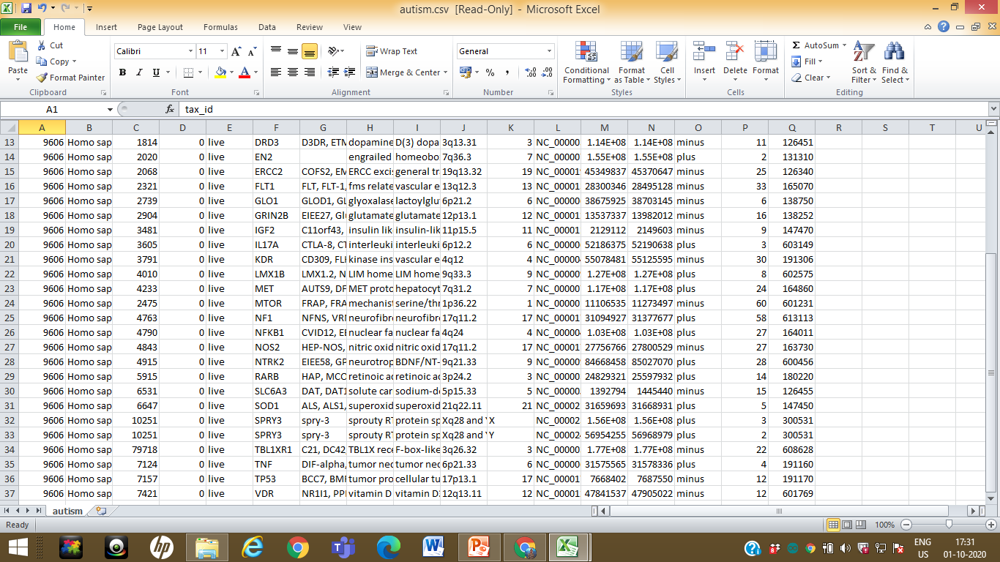 autism.csv [Read-Only] - Microsoft Excel
File Home Insert Page Layout Formulas Data Review View
Paste Cut Copy Format Painter Clipboard
Calibri 11 B I U Font
Wrap Text Merge & Center Alignment
General % , Number
Conditional Formatting Format as Table Cell Styles Styles
Insert Delete Format Cells
AutoSum Fill Clear Sort & Filter Find & Select Editing
A1 fx tax_id
A B C D E F G H I J K L M N O P Q R S T U
13 9606 Homo sap 1814 0 live DRD3 D3DR, ETM dopamine D(3) dopa 3q13.31 3 NC_00000 1.14E+08 1.14E+08 minus 11 126451
14 9606 Homo sap 2020 0 live EN2 engrailed homeobo 7q36.3 7 NC_00000 1.55E+08 1.55E+08 plus 2 131310
15 9606 Homo sap 2068 0 live ERCC2 COFS2, EM ERCC excis general tr 19q13.32 19 NC_00001 45349837 45370647 minus 25 126340
16 9606 Homo sap 2321 0 live FLT1 FLT, FLT-1, fms relate vascular e 13q12.3 13 NC_00001 28300346 28495128 minus 33 165070
17 9606 Homo sap 2739 0 live GLO1 GLOD1, GL glyoxalase lactoylglu 6p21.2 6 NC_00000 38675925 38703145 minus 6 138750
18 9606 Homo sap 2904 0 live GRIN2B EIEE27, Gl glutamate glutamate 12p13.1 12 NC_00001 13537337 13982012 minus 16 138252
19 9606 Homo sap 3481 0 live IGF2 C11orf43, insulin lik insulin-lik 11p15.5 11 NC_00001 2129112 2149603 minus 9 147470
20 9606 Homo sap 3605 0 live IL17A CTLA-8, CT interleuki interleuki 6p12.2 6 NC_00000 52186375 52190638 plus 3 603149
21 9606 Homo sap 3791 0 live KDR CD309, FLI kinase ins vascular e 4q12 4 NC_00000 55078481 55125595 minus 30 191306
22 9606 Homo sap 4010 0 live LMX1B LMX1.2, N LIM home LIM home 9q33.3 9 NC_00000 1.27E+08 1.27E+08 plus 8 602575
23 9606 Homo sap 4233 0 live MET AUTS9, DF MET proto hepatocyt 7q31.2 7 NC_00000 1.17E+08 1.17E+08 plus 24 164860
24 9606 Homo sap 2475 0 live MTOR FRAP, FRA mechanist serine/thr 1p36.22 1 NC_00000 11106535 11273497 minus 60 601231
25 9606 Homo sap 4763 0 live NF1 NFNS, VRI neurofibro neurofibro 17q11.2 17 NC_00001 31094927 31377677 plus 58 613113
26 9606 Homo sap 4790 0 live NFKB1 CVID12, EI nuclear fa nuclear fa 4q24 4 NC_00000 1.03E+08 1.03E+08 plus 27 164011
27 9606 Homo sap 4843 0 live NOS2 HEP-NOS, nitric oxid nitric oxid 17q11.2 17 NC_00001 27756766 27800529 minus 27 163730
28 9606 Homo sap 4915 0 live NTRK2 EIEE58, GP neurotrop BDNF/NT- 9q21.33 9 NC_00000 84668458 85027070 plus 28 600456
29 9606 Homo sap 5915 0 live RARB HAP, MCO retinoic ac retinoic ac 3p24.2 3 NC_00000 24829321 25597932 plus 14 180220
30 9606 Homo sap 6531 0 live SLC6A3 DAT, DAT1 solute car sodium-d 5p15.33 5 NC_00000 1392794 1445440 minus 15 126455
31 9606 Homo sap 6647 0 live SOD1 ALS, ALS1, superoxid superoxid 21q22.11 21 NC_00002 31659693 31668931 plus 5 147450
32 9606 Homo sap 10251 0 live SPRY3 spry-3 sprouty RT protein sp Xq28 and Y X NC_00002 1.56E+08 1.56E+08 plus 3 300531
33 9606 Homo sap 10251 0 live SPRY3 spry-3 sprouty RT protein sp Xq28 and Y Y NC_00002 56954255 56968979 plus 2 300531
34 9606 Homo sap 79718 0 live TBL1XR1 C21, DC42, TBL1X rece F-box-like 3q26.32 3 NC_00000 1.77E+08 1.77E+08 minus 22 608628
35 9606 Homo sap 7124 0 live TNF DIF-alpha, tumor nec tumor nec 6p21.33 6 NC_00000 31575565 31578336 plus 4 191160
36 9606 Homo sap 7157 0 live TP53 BCC7, BMI tumor pro cellular tu 17p13.1 17 NC_00001 7668402 7687550 minus 12 191170
37 9606 Homo sap 7421 0 live VDR NR1I1, PPI vitamin D vitamin D 12q13.11 12 NC_00001 47841537 47905022 minus 12 601769
autism
Ready 100%
hp
ENG 17:31
US 01-10-2020